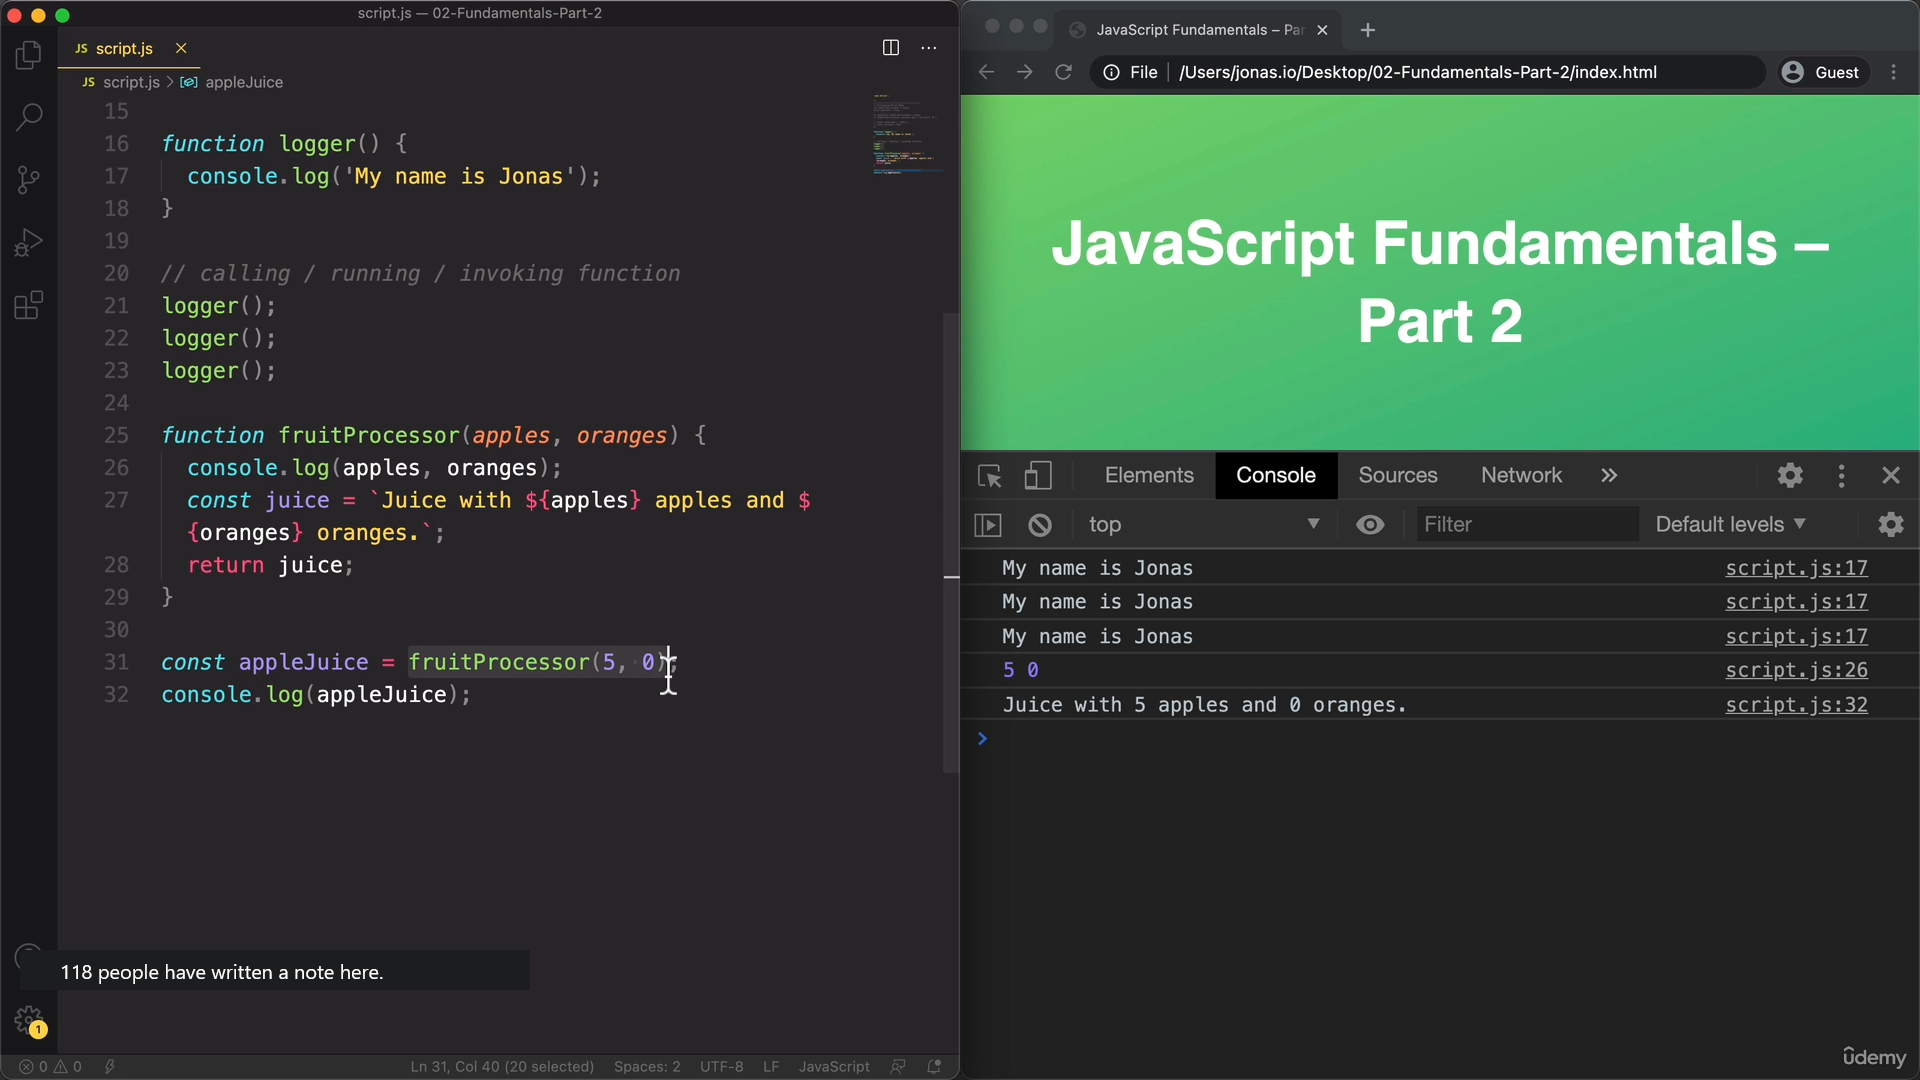 script.js — 02-Fundamentals-Part-2
JS script.js
JS script.js > appleJuice
15
16 function logger() {
17 console.log('My name is Jonas');
18 }
19
20 // calling / running / invoking function
21 logger();
22 logger();
23 logger();
24
25 function fruitProcessor(apples, oranges) {
26 console.log(apples, oranges);
27 const juice = `Juice with ${apples} apples and $
{oranges} oranges.`;
28 return juice;
29 }
30
31 const appleJuice = fruitProcessor(5, 0);
32 console.log(appleJuice);
118 people have written a note here.
1
0 0 Ln 31, Col 40 (20 selected) Spaces: 2 UTF-8 LF JavaScript
JavaScript Fundamentals – Par
File /Users/jonas.io/Desktop/02-Fundamentals-Part-2/index.html Guest
JavaScript Fundamentals –
Part 2
Elements Console Sources Network
top Filter Default levels
My name is Jonas script.js:17
My name is Jonas script.js:17
My name is Jonas script.js:17
5 0 script.js:26
Juice with 5 apples and 0 oranges. script.js:32
ûdemy